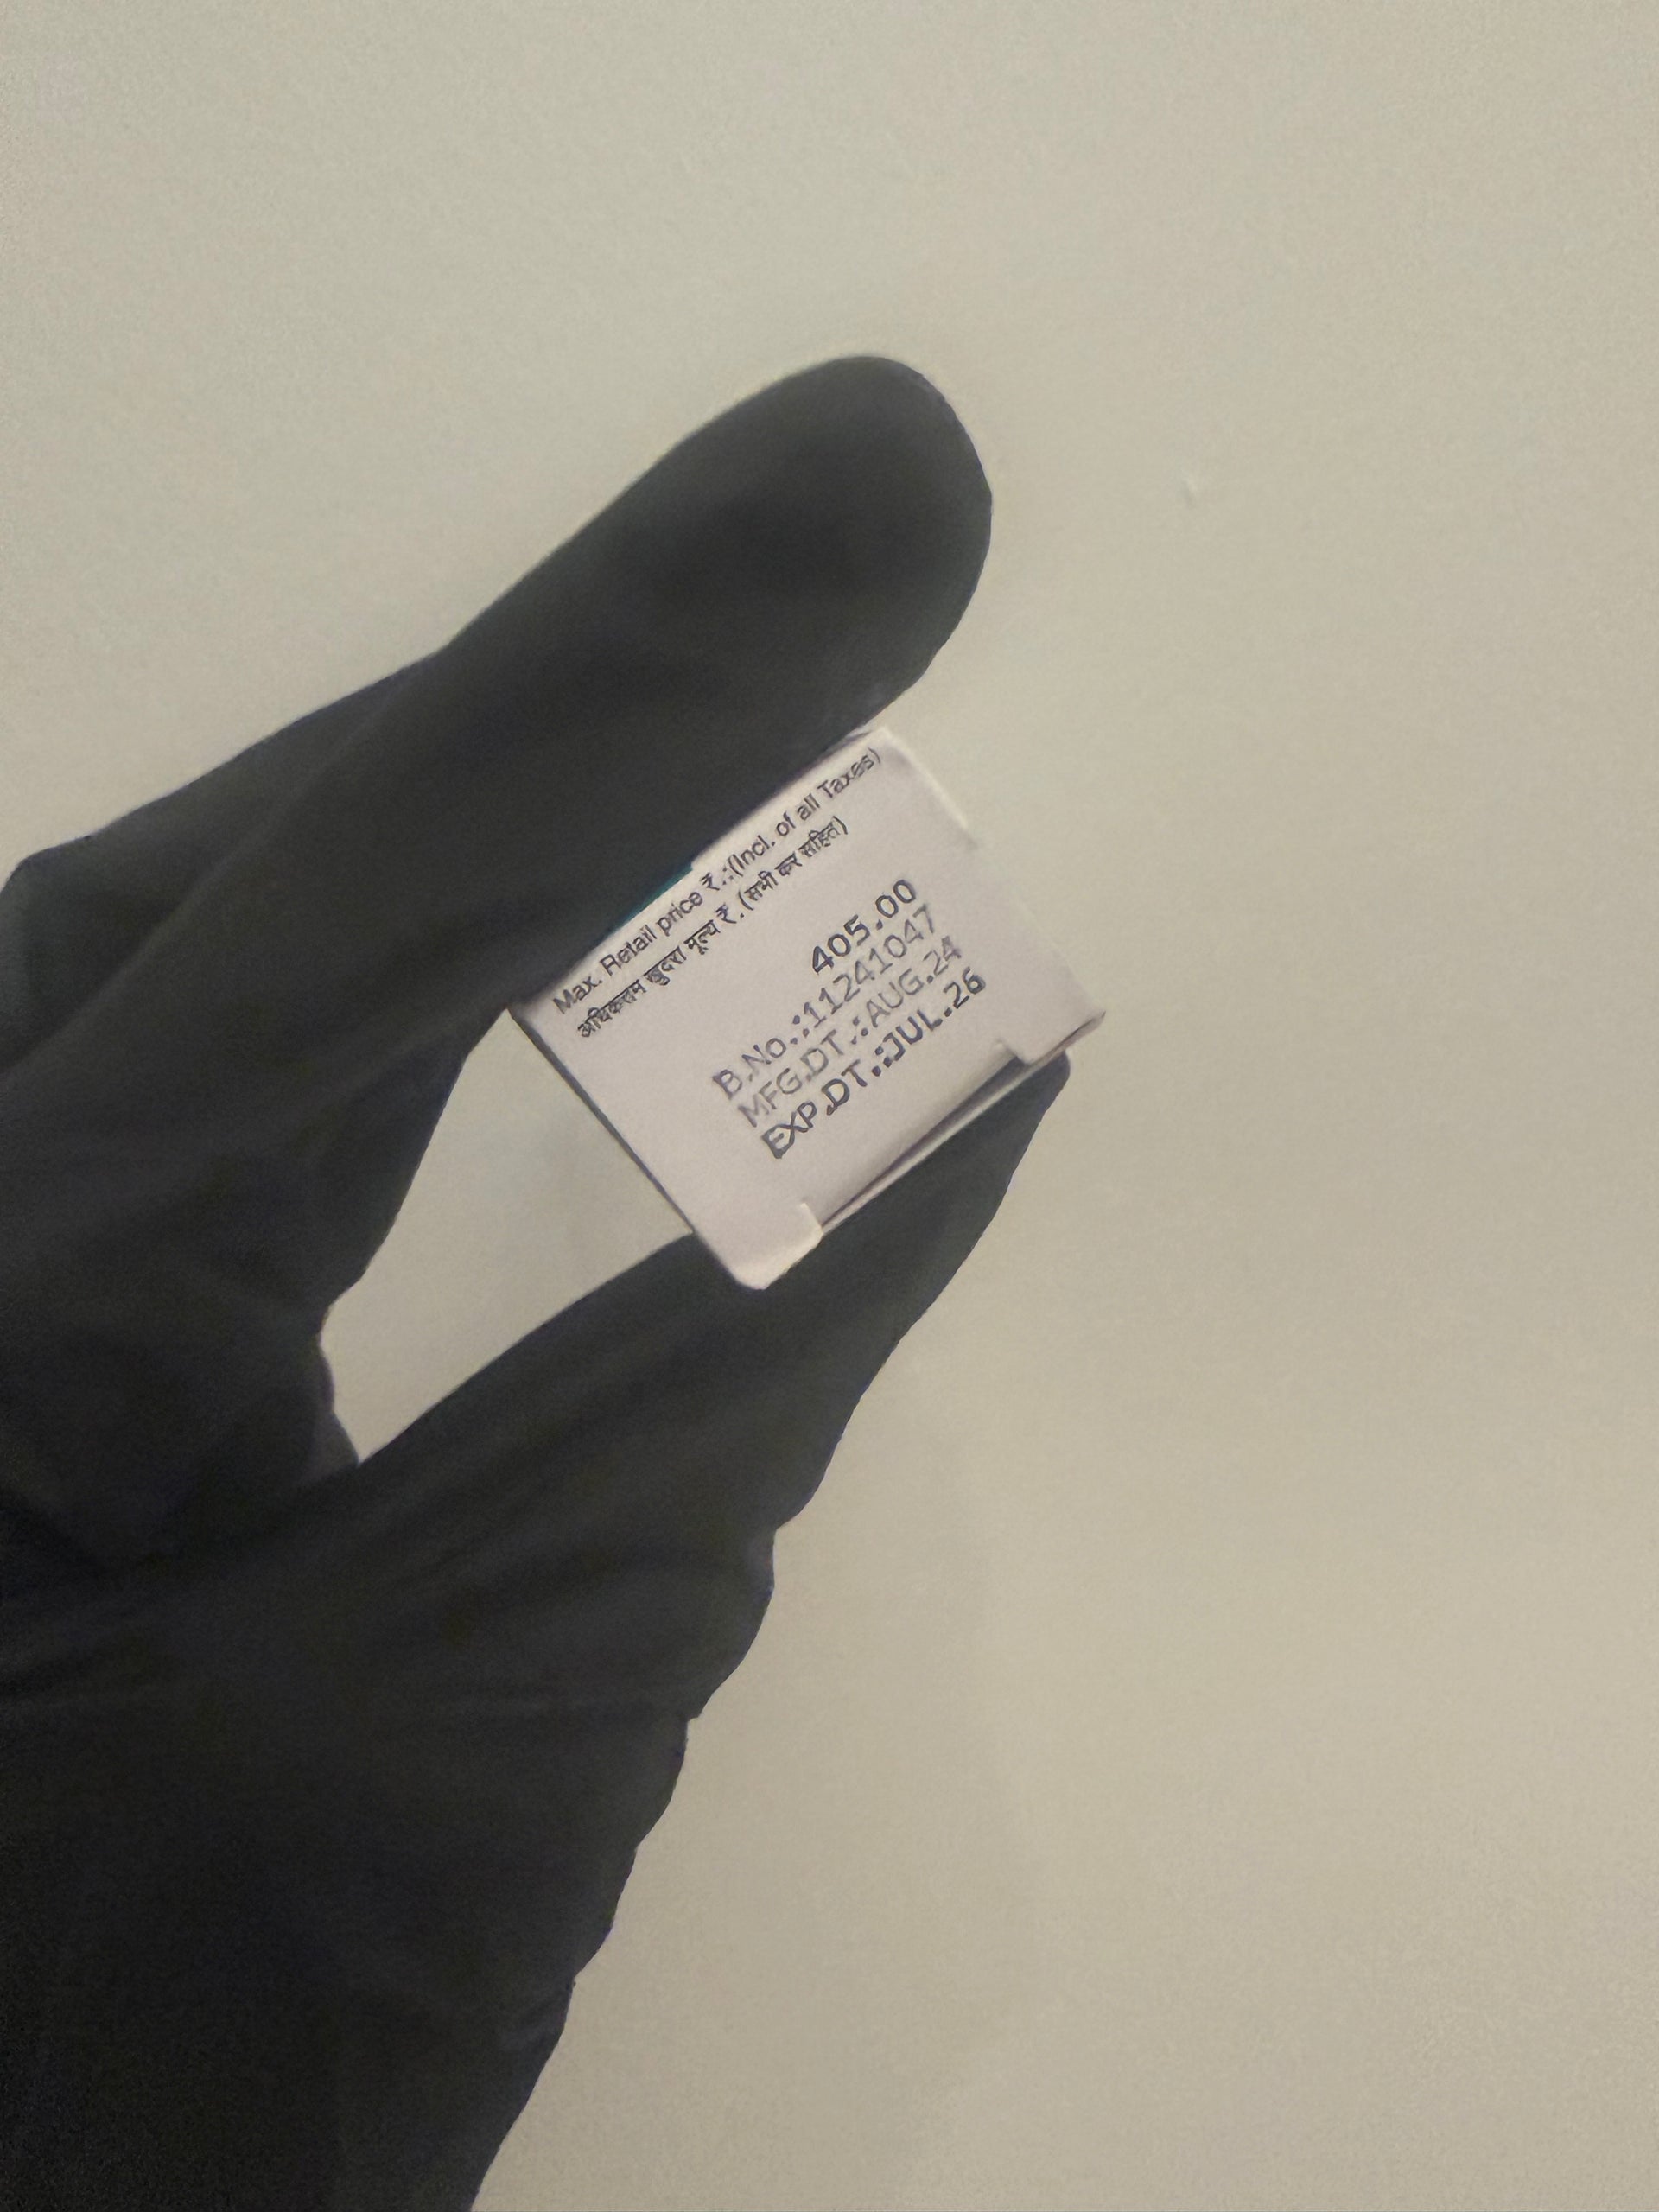 Max. Retail price ₹.:(Incl. of all Taxes)
अधिकतम खुदरा मूल्य ₹.(सभी कर सहित)
405.00
B.No.:11241047
MFG.DT.:AUG.24
EXP.DT.:JUL.26